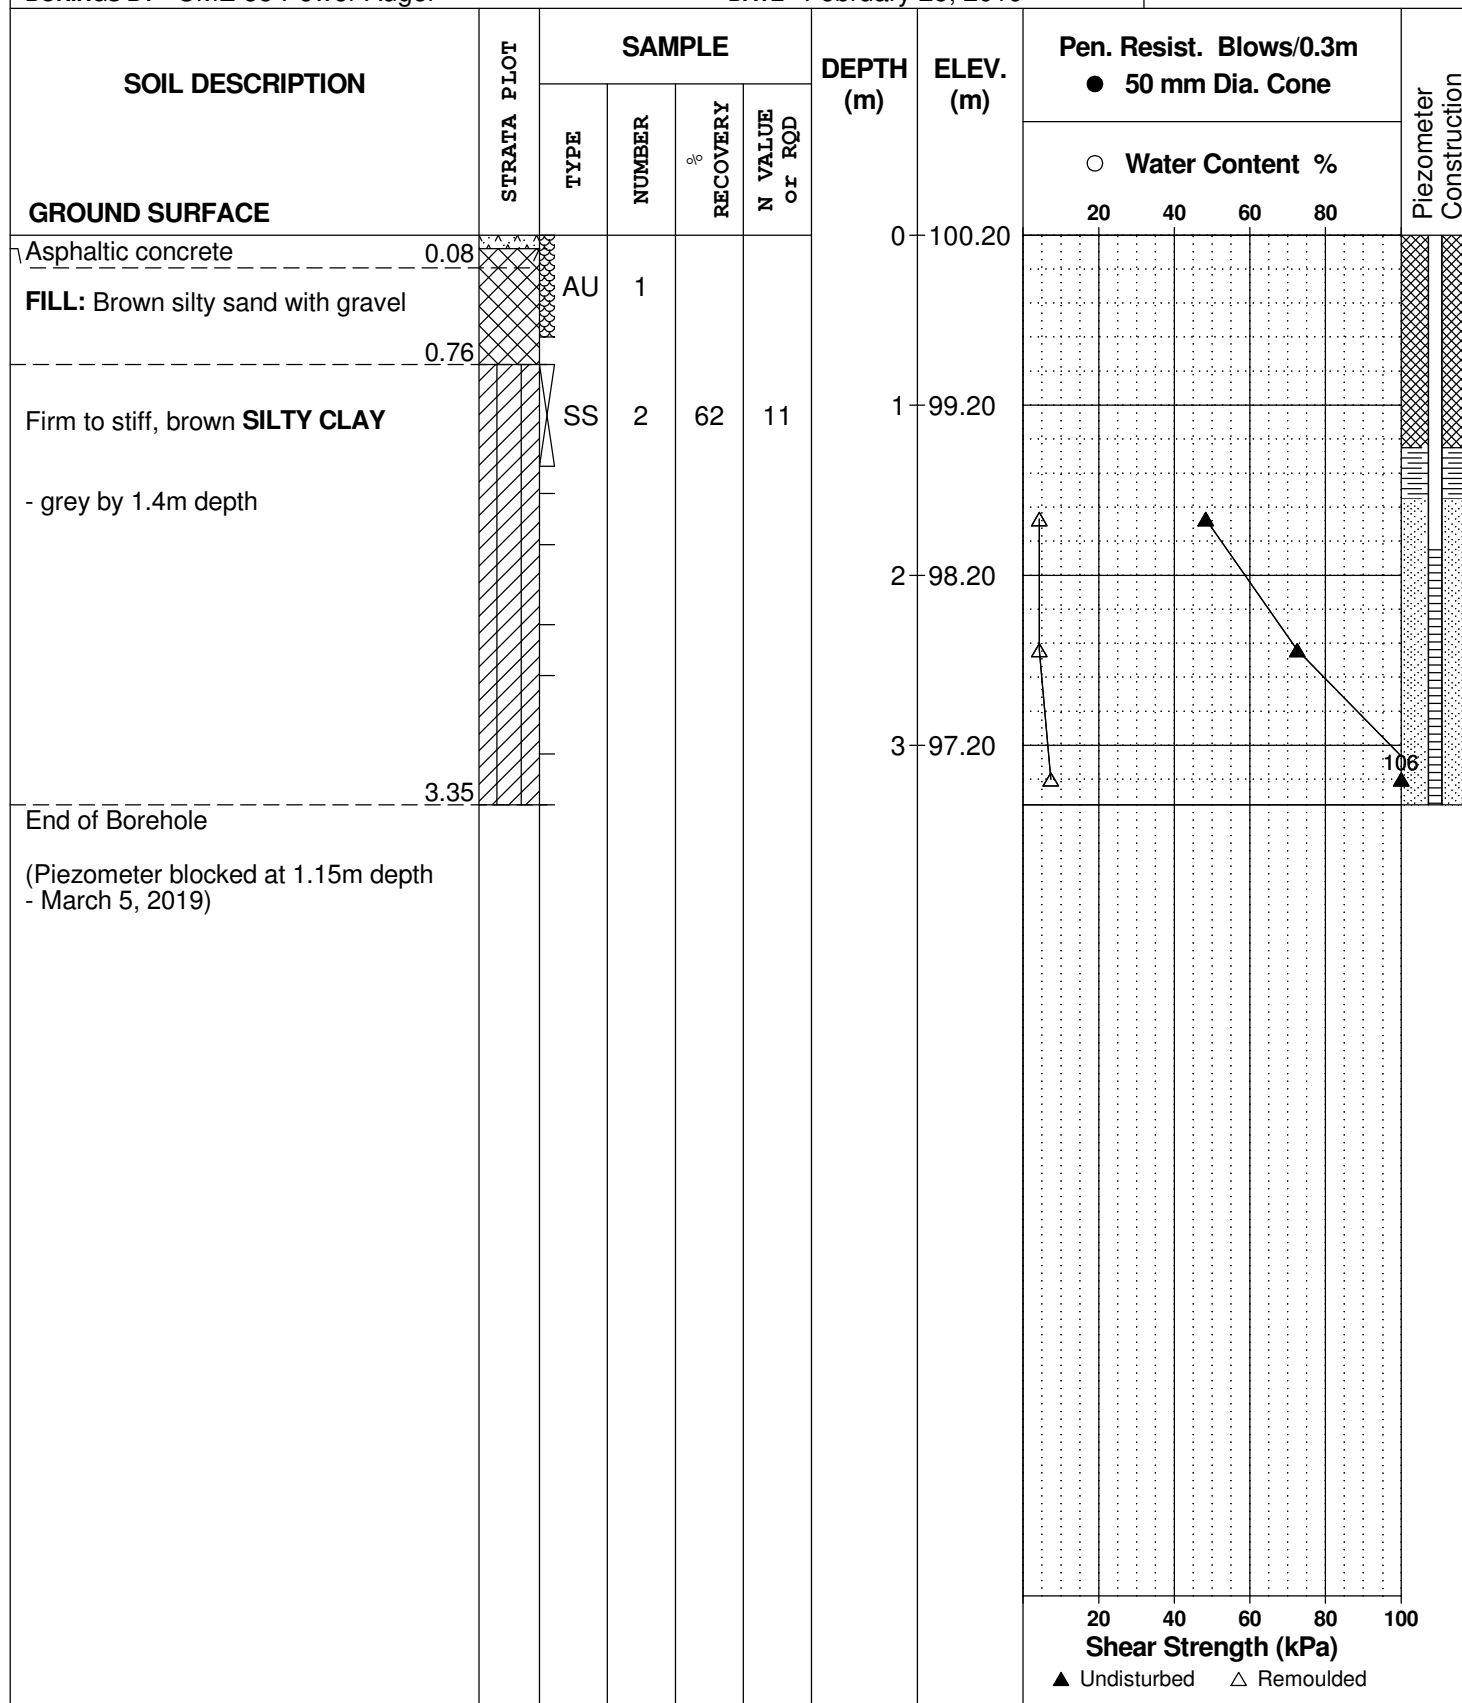 SOIL DESCRIPTION
GROUND SURFACE
STRATA PLOT
SAMPLE
TYPE
NUMBER
%
RECOVERY
N VALUE
or RQD
DEPTH
(m)
ELEV.
(m)
Pen. Resist. Blows/0.3m
● 50 mm Dia. Cone
○ Water Content %
20 40 60 80
Piezometer
Construction
Asphaltic concrete 0.08
FILL: Brown silty sand with gravel
0.76
Firm to stiff, brown SILTY CLAY
- grey by 1.4m depth
3.35
End of Borehole
(Piezometer blocked at 1.15m depth
- March 5, 2019)
AU 1
SS 2 62 11
0 100.20
1 99.20
2 98.20
3 97.20
106
20 40 60 80 100
Shear Strength (kPa)
▲ Undisturbed △ Remoulded